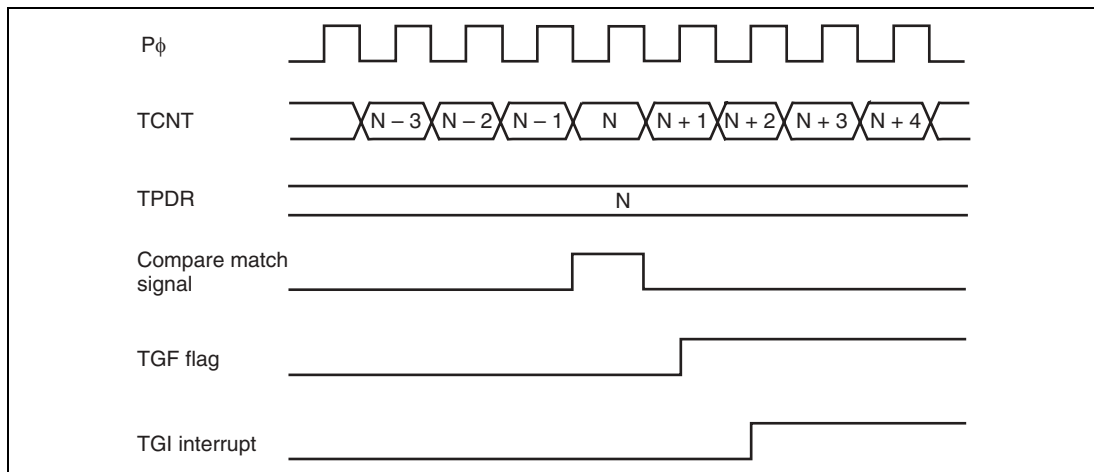 Pϕ
TCNT
N – 3 N – 2 N – 1 N N + 1 N + 2 N + 3 N + 4
TPDR
N
Compare match
signal
TGF flag
TGI interrupt